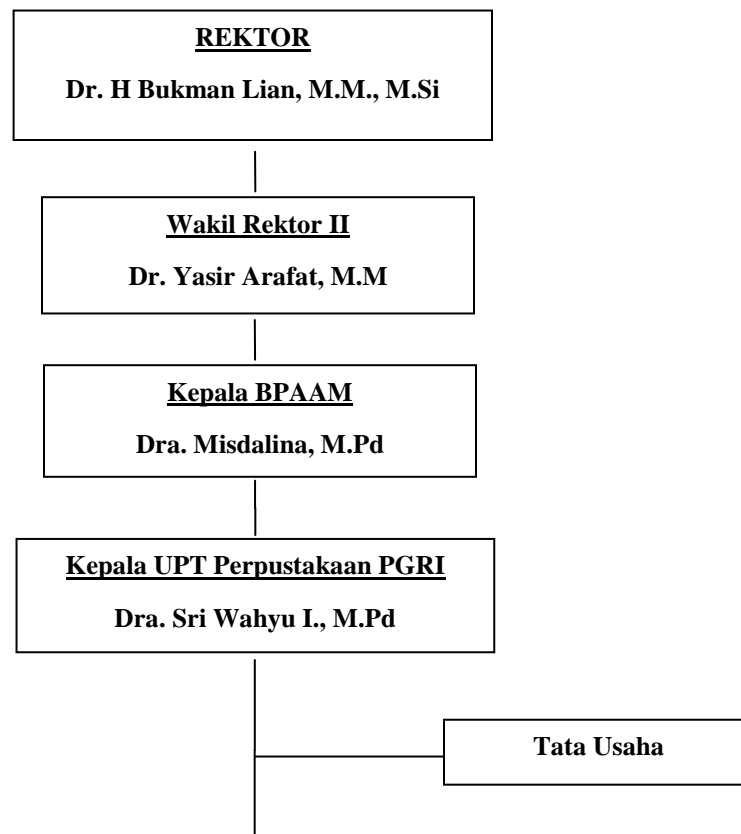 REKTOR
Dr. H Bukman Lian, M.M., M.Si
Wakil Rektor II
Dr. Yasir Arafat, M.M
Kepala BPAAM
Dra. Misdalina, M.Pd
Kepala UPT Perpustakaan PGRI
Dra. Sri Wahyu I., M.Pd
Tata Usaha